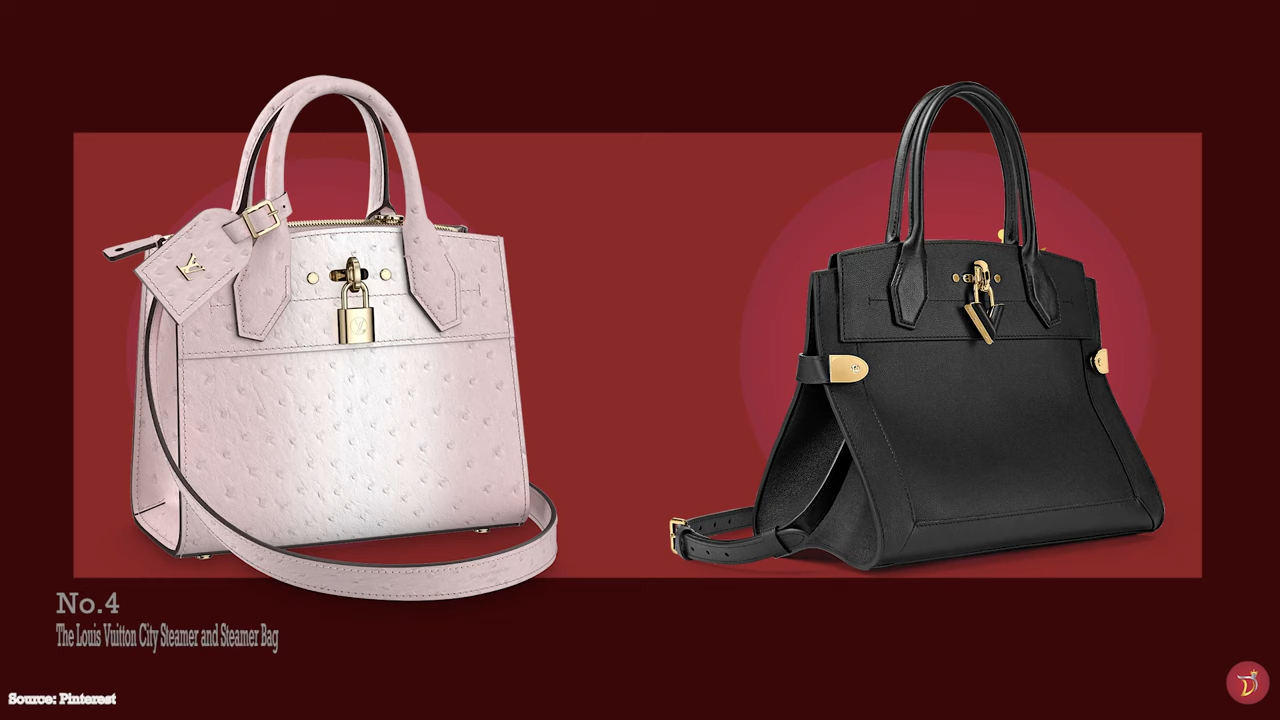 No.4
The Louis Vuitton City Steamer and Steamer Bag
Source: Pinterest